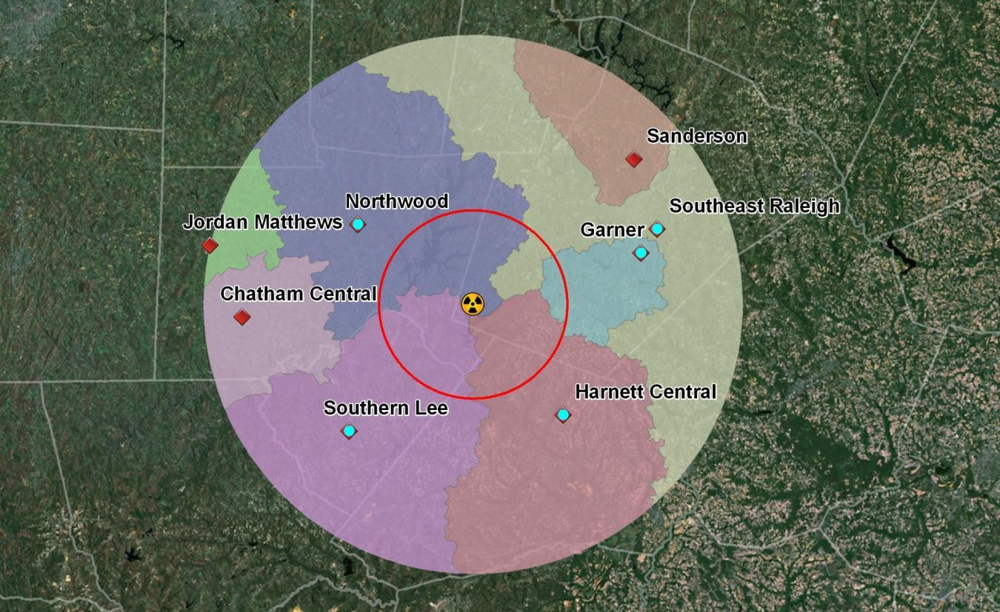 Sanderson
Northwood
Southeast Raleigh
Jordan Matthews
Garner
Chatham Central
Harnett Central
Southern Lee